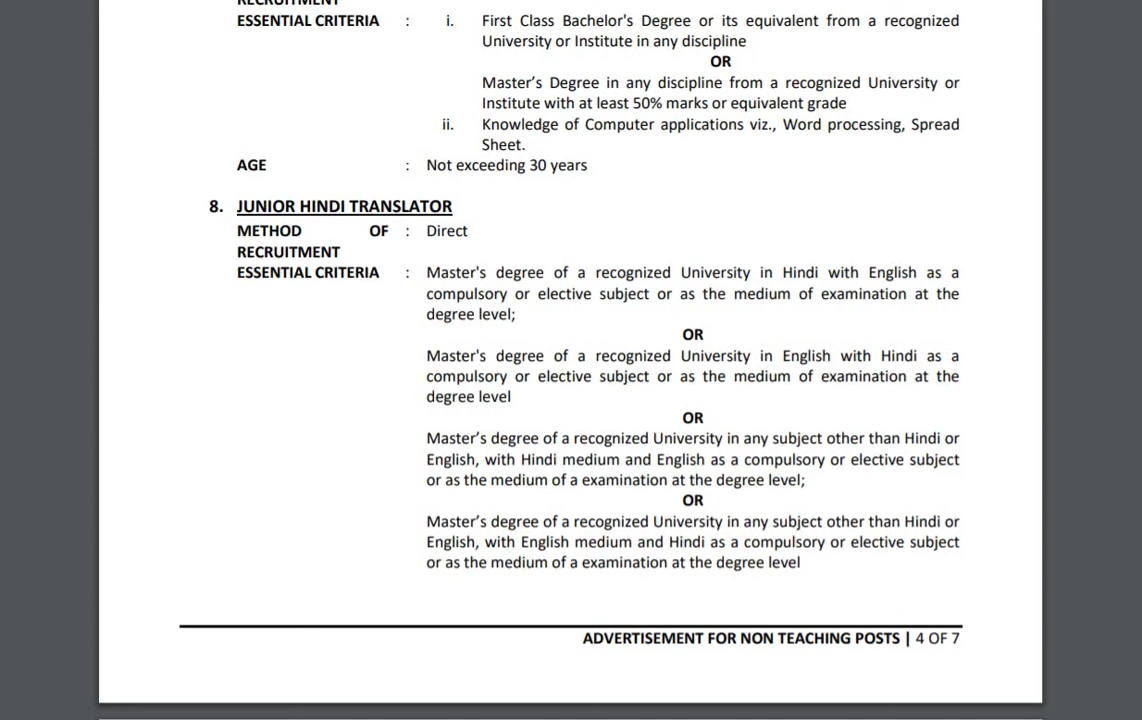 RECRUITMENT
ESSENTIAL CRITERIA : i. First Class Bachelor's Degree or its equivalent from a recognized
University or Institute in any discipline
OR
Master’s Degree in any discipline from a recognized University or
Institute with at least 50% marks or equivalent grade
ii. Knowledge of Computer applications viz., Word processing, Spread
Sheet.
AGE : Not exceeding 30 years
8. JUNIOR HINDI TRANSLATOR
METHOD OF : Direct
RECRUITMENT
ESSENTIAL CRITERIA : Master's degree of a recognized University in Hindi with English as a
compulsory or elective subject or as the medium of examination at the
degree level;
OR
Master's degree of a recognized University in English with Hindi as a
compulsory or elective subject or as the medium of examination at the
degree level
OR
Master’s degree of a recognized University in any subject other than Hindi or
English, with Hindi medium and English as a compulsory or elective subject
or as the medium of a examination at the degree level;
OR
Master’s degree of a recognized University in any subject other than Hindi or
English, with English medium and Hindi as a compulsory or elective subject
or as the medium of a examination at the degree level
ADVERTISEMENT FOR NON TEACHING POSTS | 4 OF 7